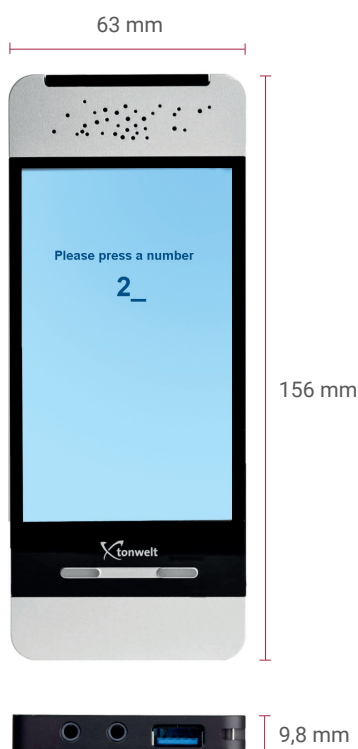 63 mm
Please press a number
2_
156 mm
tonwelt
9,8 mm